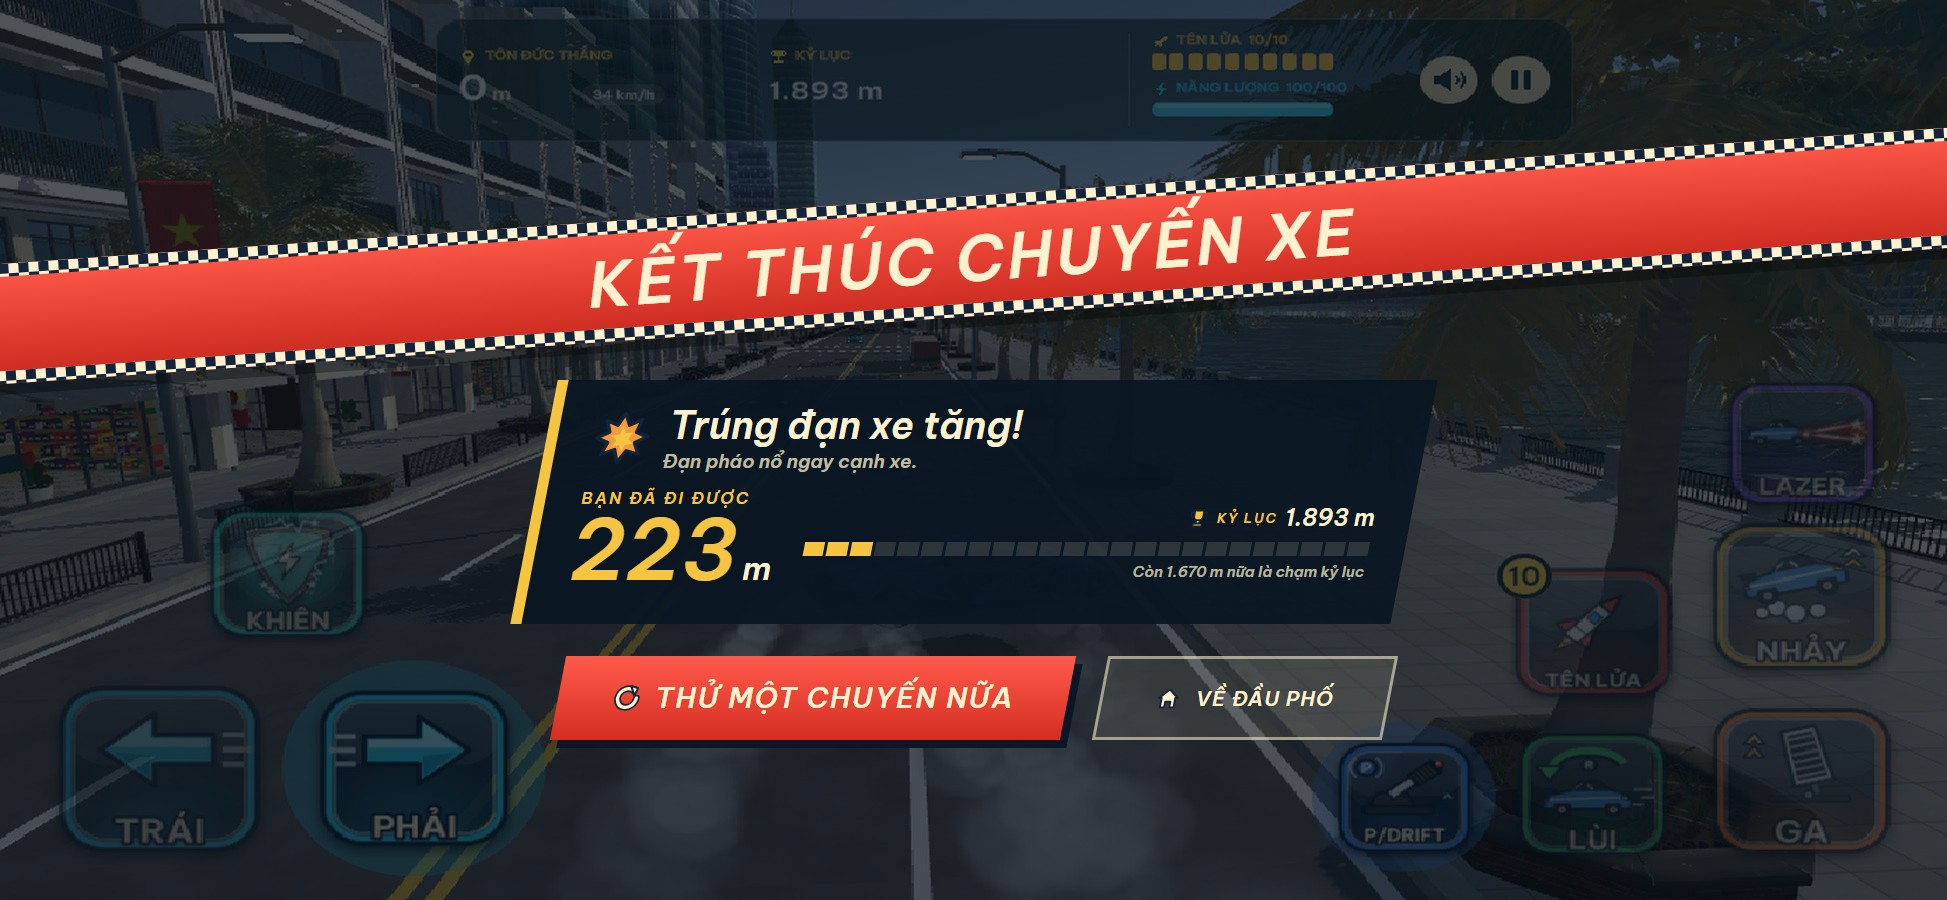 TÔN ĐỨC THẮNG
0 m
34 km/h
KỶ LỤC
1.893 m
TÊN LỬA 10/10
NĂNG LƯỢNG 100/100
KẾT THÚC CHUYẾN XE
Trúng đạn xe tăng!
Đạn pháo nổ ngay cạnh xe.
BẠN ĐÃ ĐI ĐƯỢC
223 m
KỶ LỤC 1.893 m
Còn 1.670 m nữa là chạm kỷ lục
THỬ MỘT CHUYẾN NỮA
VỀ ĐẦU PHỐ
KHIÊN
TRÁI
PHẢI
LAZER
10
TÊN LỬA
NHẢY
P
P/DRIFT
R
LÙI
GA